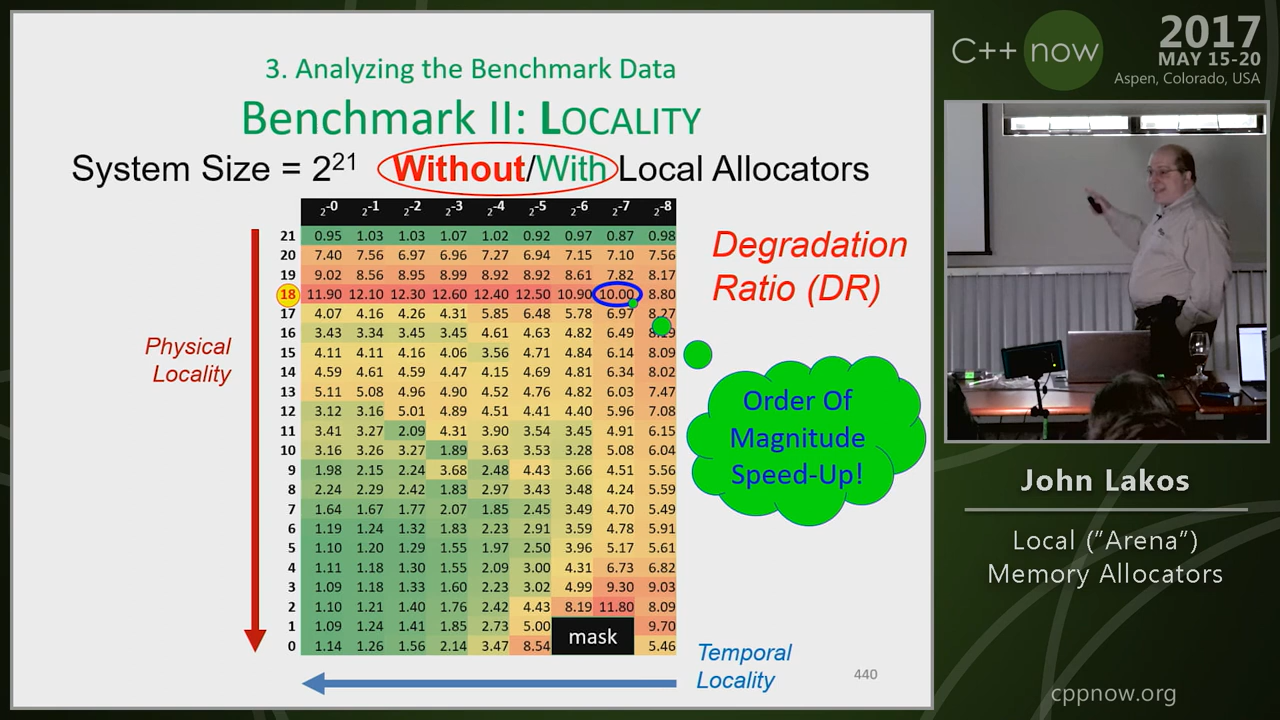 3. Analyzing the Benchmark Data
Benchmark II: LOCALITY
System Size = 2²¹ Without/With Local Allocators
2⁻⁰ 2⁻¹ 2⁻² 2⁻³ 2⁻⁴ 2⁻⁵ 2⁻⁶ 2⁻⁷ 2⁻⁸
21 0.95 1.03 1.03 1.07 1.02 0.92 0.97 0.87 0.98
20 7.40 7.56 6.97 6.96 7.27 6.94 7.15 7.10 7.56
19 9.02 8.56 8.95 8.99 8.92 8.92 8.61 7.82 8.17
18 11.90 12.10 12.30 12.60 12.40 12.50 10.90 10.00 8.80
17 4.07 4.16 4.26 4.31 5.85 6.48 5.78 6.97 8.27
16 3.43 3.34 3.45 3.45 4.61 4.63 4.82 6.49
15 4.11 4.11 4.16 4.06 3.56 4.71 4.84 6.14 8.09
14 4.59 4.61 4.59 4.47 4.15 4.69 4.81 6.34 8.02
13 5.11 5.08 4.96 4.90 4.52 4.76 4.82 6.03 7.47
12 3.12 3.16 5.01 4.89 4.51 4.41 4.40 5.96 7.08
11 3.41 3.27 2.09 4.31 3.90 3.54 3.45 4.91 6.15
10 3.16 3.26 3.27 1.89 3.63 3.53 3.28 5.08 6.04
9 1.98 2.15 2.24 3.68 2.48 4.43 3.66 4.51 5.56
8 2.24 2.29 2.42 1.83 2.97 3.43 3.48 4.24 5.59
7 1.64 1.67 1.77 2.07 1.85 2.45 3.49 4.70 5.49
6 1.19 1.24 1.32 1.83 2.23 2.91 3.59 4.78 5.91
5 1.10 1.20 1.29 1.55 1.97 2.50 3.96 5.17 5.61
4 1.11 1.18 1.30 1.55 2.09 3.00 4.31 6.73 6.82
3 1.09 1.18 1.33 1.60 2.23 3.02 4.99 9.30 9.03
2 1.10 1.21 1.40 1.76 2.42 4.43 8.19 11.80 8.09
1 1.09 1.24 1.41 1.85 2.73 5.00 9.70
0 1.14 1.26 1.56 2.14 3.47 8.54 5.46
mask
Physical
Locality
Degradation
Ratio (DR)
Order Of
Magnitude
Speed-Up!
Temporal
Locality
440
C++ now
2017
MAY 15-20
Aspen, Colorado, USA
John Lakos
Local ("Arena")
Memory Allocators
cppnow.org